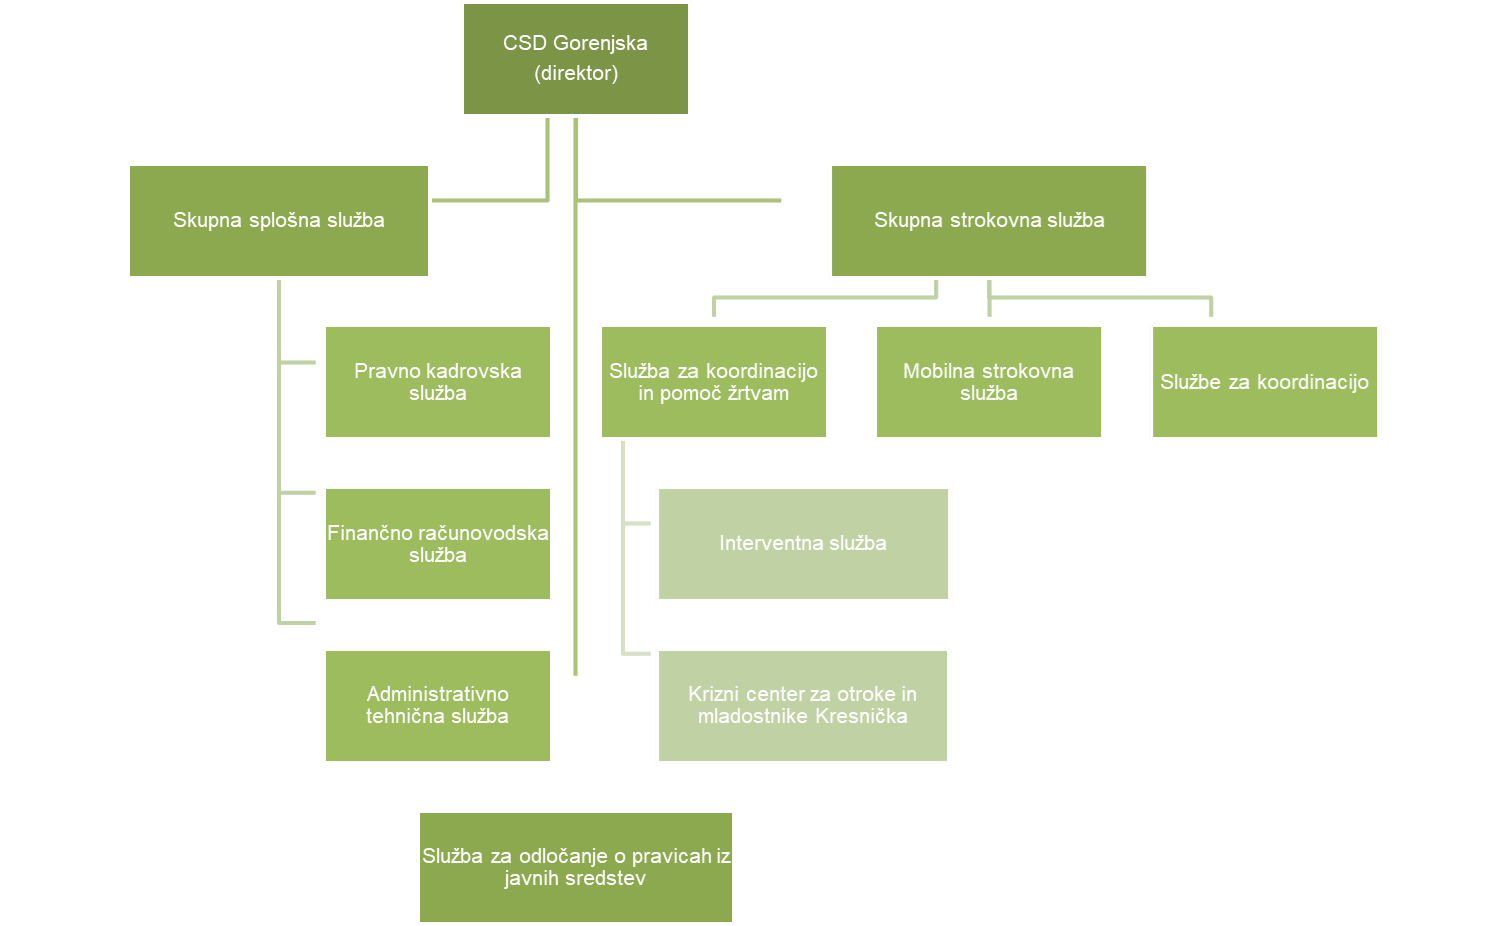 CSD Gorenjska
(direktor)
Skupna splošna služba
Skupna strokovna služba
Pravno kadrovska
služba
Služba za koordinacijo
in pomoč žrtvam
Mobilna strokovna
služba
Službe za koordinacijo
Finančno računovodska
služba
Interventna služba
Administrativno
tehnična služba
Krizni center za otroke in
mladostnike Kresnička
Služba za odločanje o pravicah iz
javnih sredstev